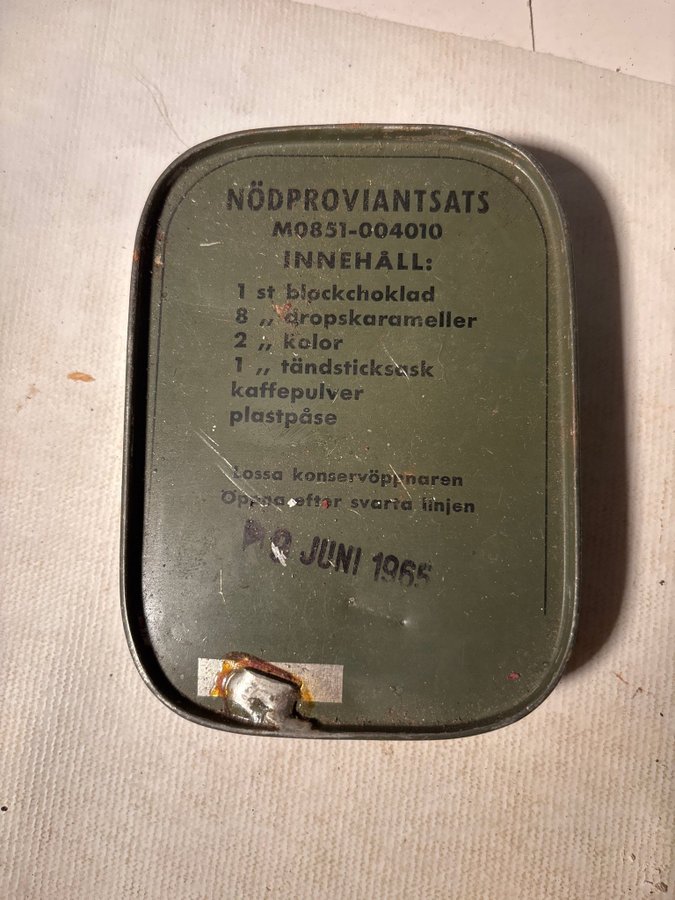 NÖDPROVIANTSATS
M0851-004010
INNEHÅLL:
1 st blockchoklad
8 „ dropskarameller
2 „ kolor
1 „ tändsticksask
kaffepulver
plastpåse
Lossa konservöppnaren
Öppna efter svarta linjen
JUNI 1965